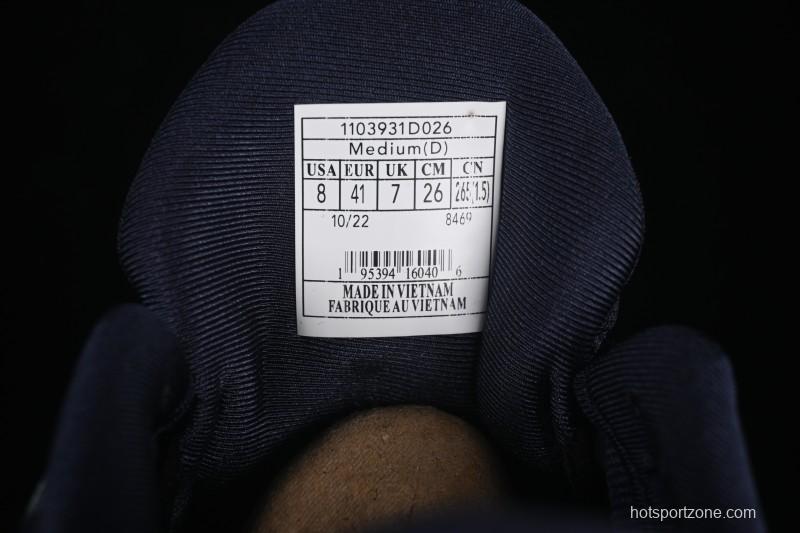 1103931D026
Medium(D)
USA EUR UK CM CN
8 41 7 26 265(1.5)
10/22 8469
1 95394 16040 6
MADE IN VIETNAM
FABRIQUE AU VIETNAM
hotsportzone.com